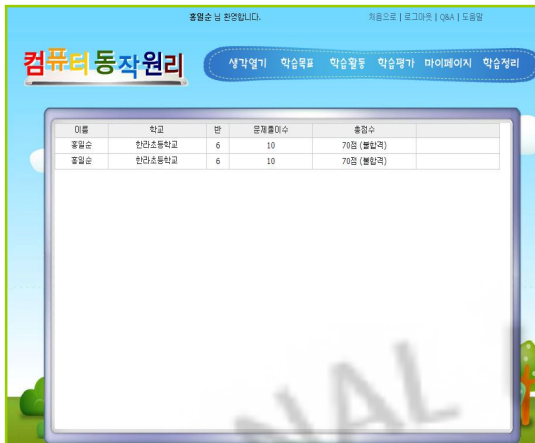 홍일순 님 환영합니다. 처음으로 | 로그아웃 | Q&A | 도움말
컴퓨터 동작원리
생각열기 학습목표 학습활동 학습평가 마이페이지 학습정리
이름 학교 반 문제풀이수 총점수
홍일순 한라초등학교 6 10 70점 (불합격)
홍일순 한라초등학교 6 10 70점 (불합격)
NAL